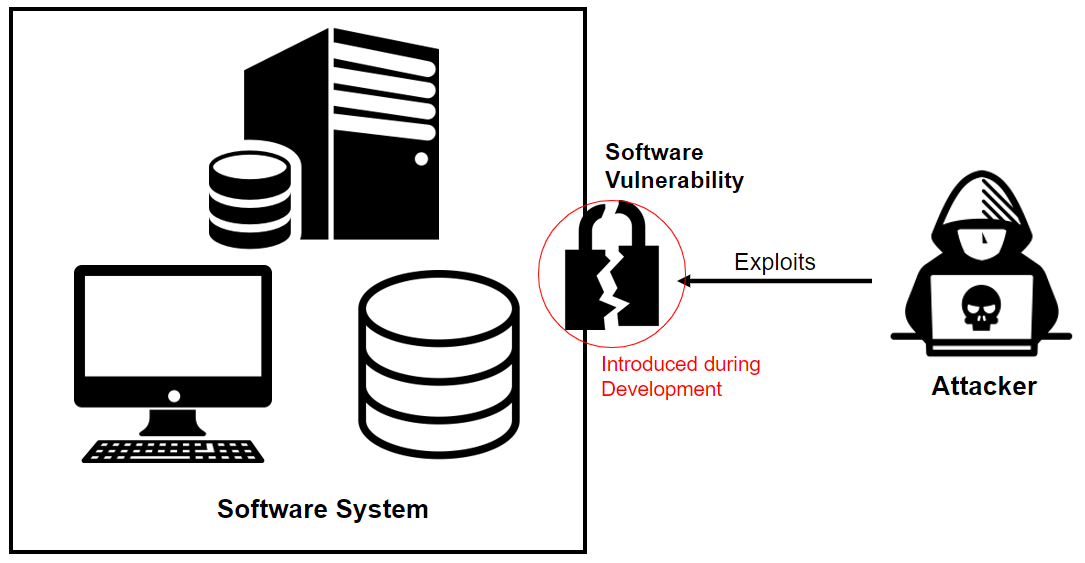 Software
Vulnerability
Exploits
Introduced during
Development
Attacker
Software System